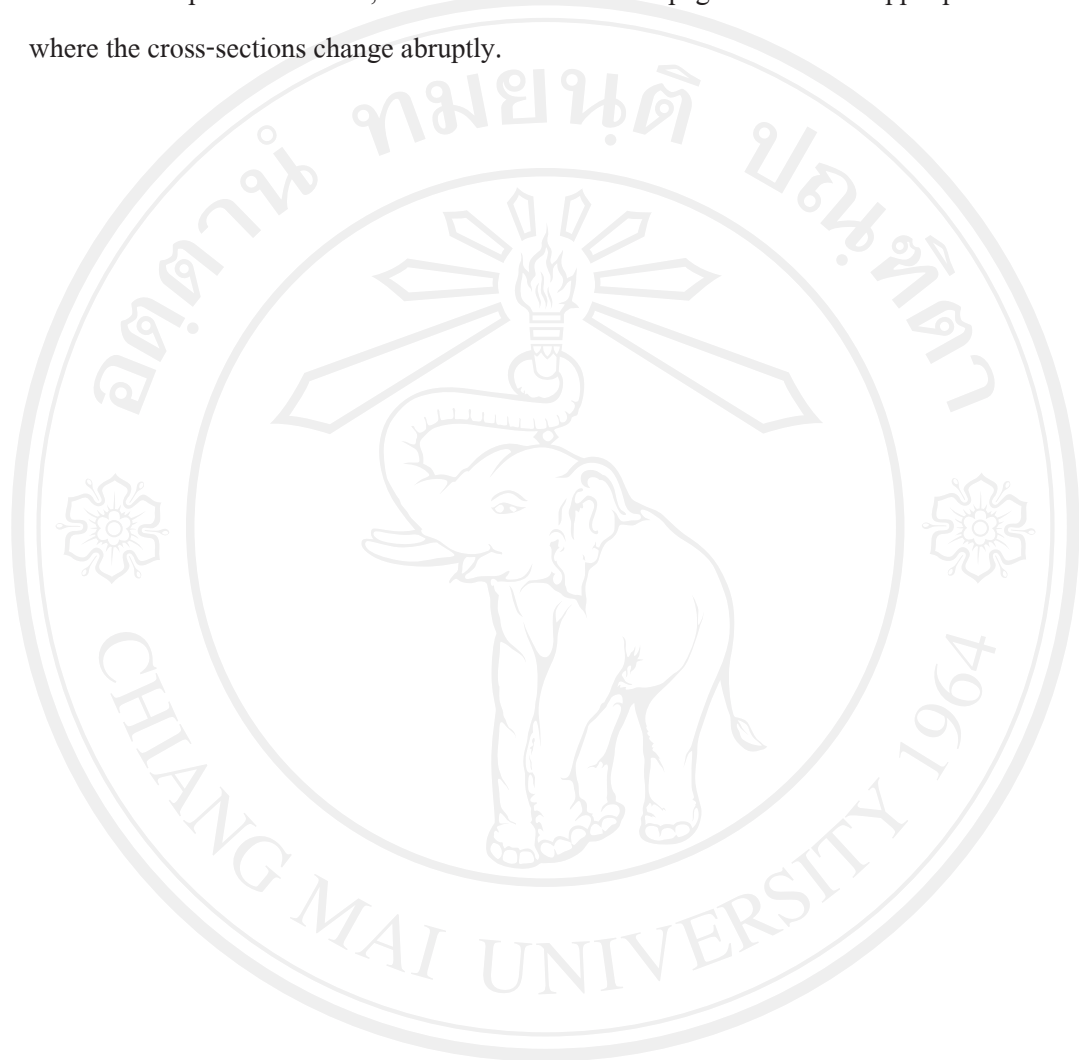 where the cross-sections change abruptly.
อตฺตานํ ทมยนฺติ ปณฺฑิตา
CHIANG MAI UNIVERSITY 1964